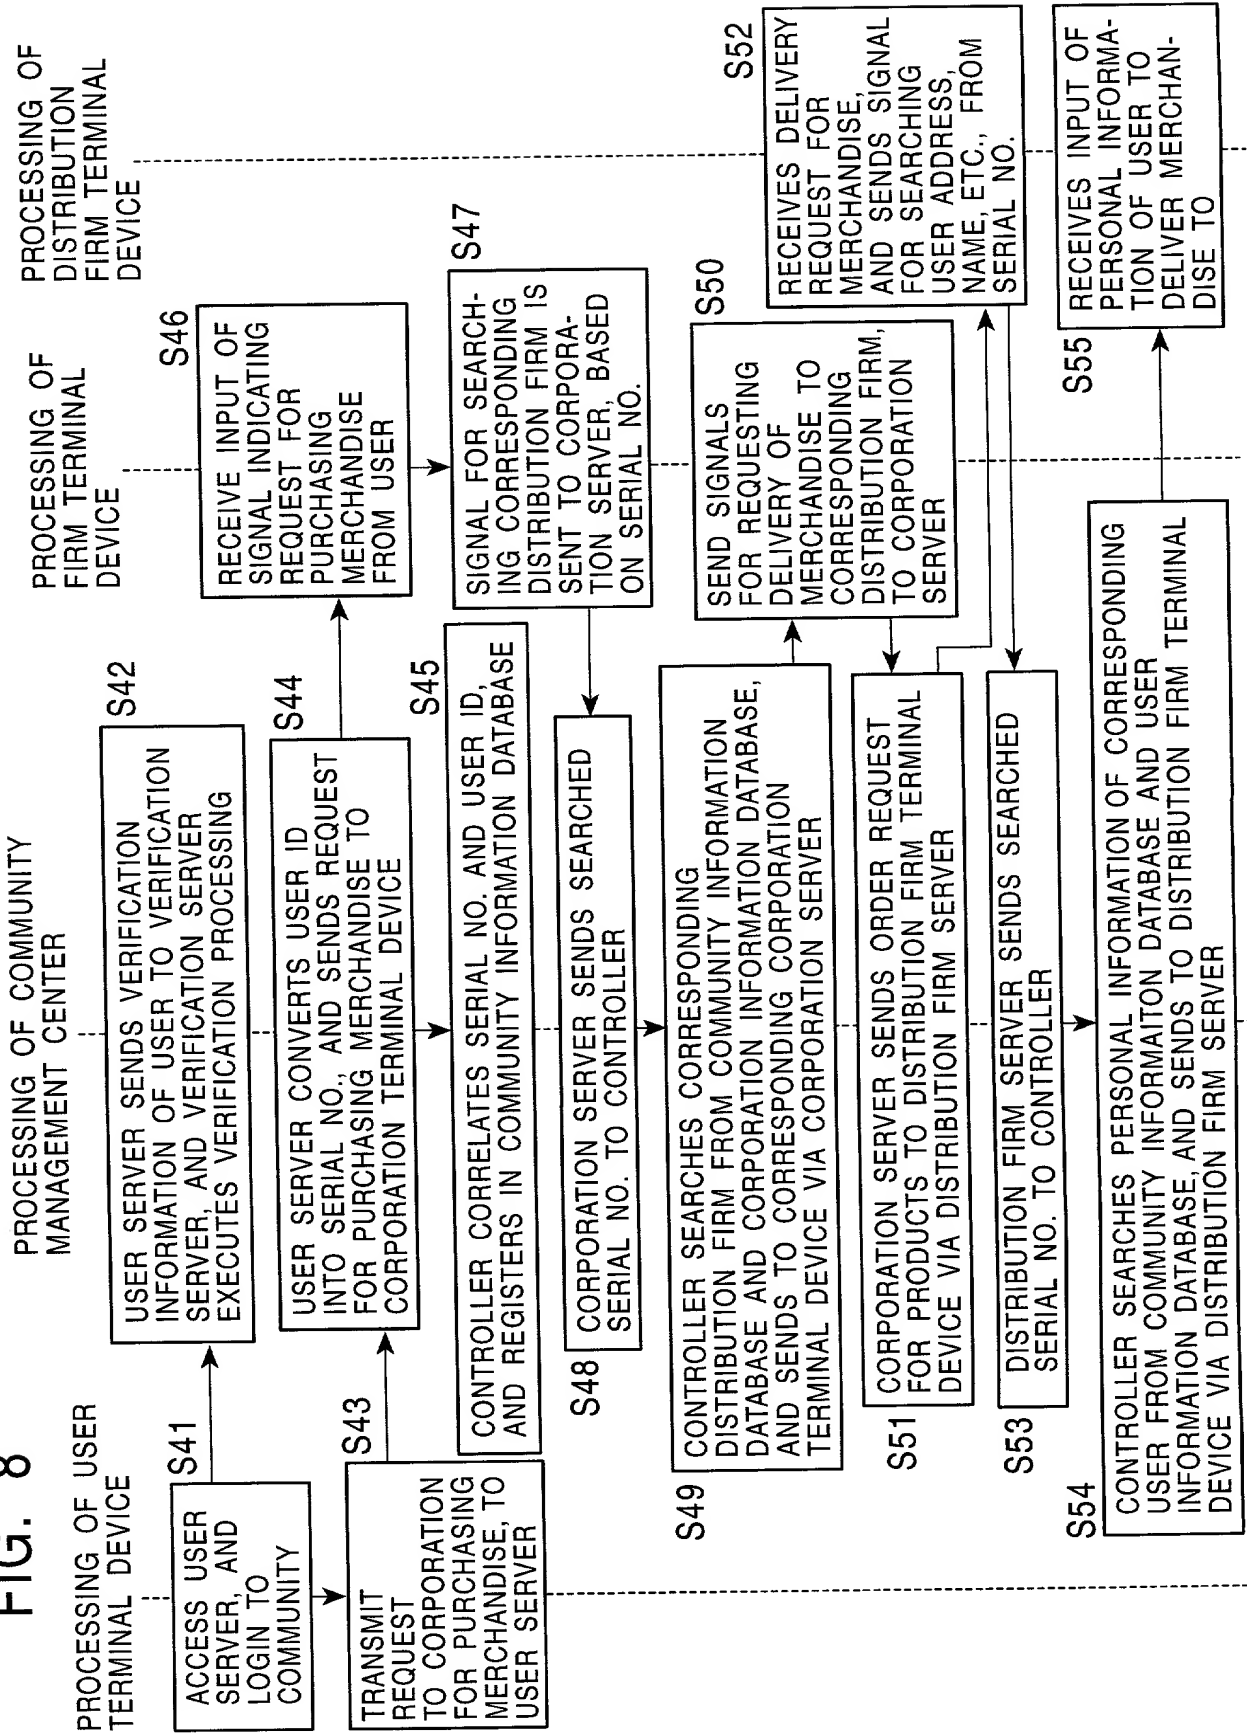 FIG. 8
PROCESSING OF USER
TERMINAL DEVICE
PROCESSING OF COMMUNITY
MANAGEMENT CENTER
PROCESSING OF
FIRM TERMINAL
DEVICE
PROCESSING OF
DISTRIBUTION
FIRM TERMINAL
DEVICE
S41
ACCESS USER
SERVER, AND
LOGIN TO
COMMUNITY
S42
USER SERVER SENDS VERIFICATION
INFORMATION OF USER TO VERIFICATION
SERVER, AND VERIFICATION SERVER
EXECUTES VERIFICATION PROCESSING
S43
TRANSMIT
REQUEST
TO CORPORATION
FOR PURCHASING
MERCHANDISE, TO
USER SERVER
S44
USER SERVER CONVERTS USER ID
INTO SERIAL NO., AND SENDS REQUEST
FOR PURCHASING MERCHANDISE TO
CORPORATION TERMINAL DEVICE
S45
CONTROLLER CORRELATES SERIAL NO. AND USER ID,
AND REGISTERS IN COMMUNITY INFORMATION DATABASE
S46
RECEIVE INPUT OF
SIGNAL INDICATING
REQUEST FOR
PURCHASING
MERCHANDISE
FROM USER
S47
SIGNAL FOR SEARCH-
ING CORRESPONDING
DISTRIBUTION FIRM IS
SENT TO CORPORA-
TION SERVER, BASED
ON SERIAL NO.
S48
CORPORATION SERVER SENDS SEARCHED
SERIAL NO. TO CONTROLLER
S49
CONTROLLER SEARCHES CORRESPONDING
DISTRIBUTION FIRM FROM COMMUNITY INFORMATION
DATABASE AND CORPORATION INFORMATION DATABASE,
AND SENDS TO CORRESPONDING CORPORATION
TERMINAL DEVICE VIA CORPORATION SERVER
S50
SEND SIGNALS
FOR REQUESTING
DELIVERY OF
MERCHANDISE TO
CORRESPONDING
DISTRIBUTION FIRM,
TO CORPORATION
SERVER
S51
CORPORATION SERVER SENDS ORDER REQUEST
FOR PRODUCTS TO DISTRIBUTION FIRM TERMINAL
DEVICE VIA DISTRIBUTION FIRM SERVER
S52
RECEIVES DELIVERY
REQUEST FOR
MERCHANDISE,
AND SENDS SIGNAL
FOR SEARCHING
USER ADDRESS,
NAME, ETC., FROM
SERIAL NO.
S53
DISTRIBUTION FIRM SERVER SENDS SEARCHED
SERIAL NO. TO CONTROLLER
S54
CONTROLLER SEARCHES PERSONAL INFORMATION OF CORRESPONDING
USER FROM COMMUNITY INFORMAITON DATABASE AND USER
INFORMATION DATABASE, AND SENDS TO DISTRIBUTION FIRM TERMINAL
DEVICE VIA DISTRIBUTION FIRM SERVER
S55
RECEIVES INPUT OF
PERSONAL INFORMA-
TION OF USER TO
DELIVER MERCHAN-
DISE TO